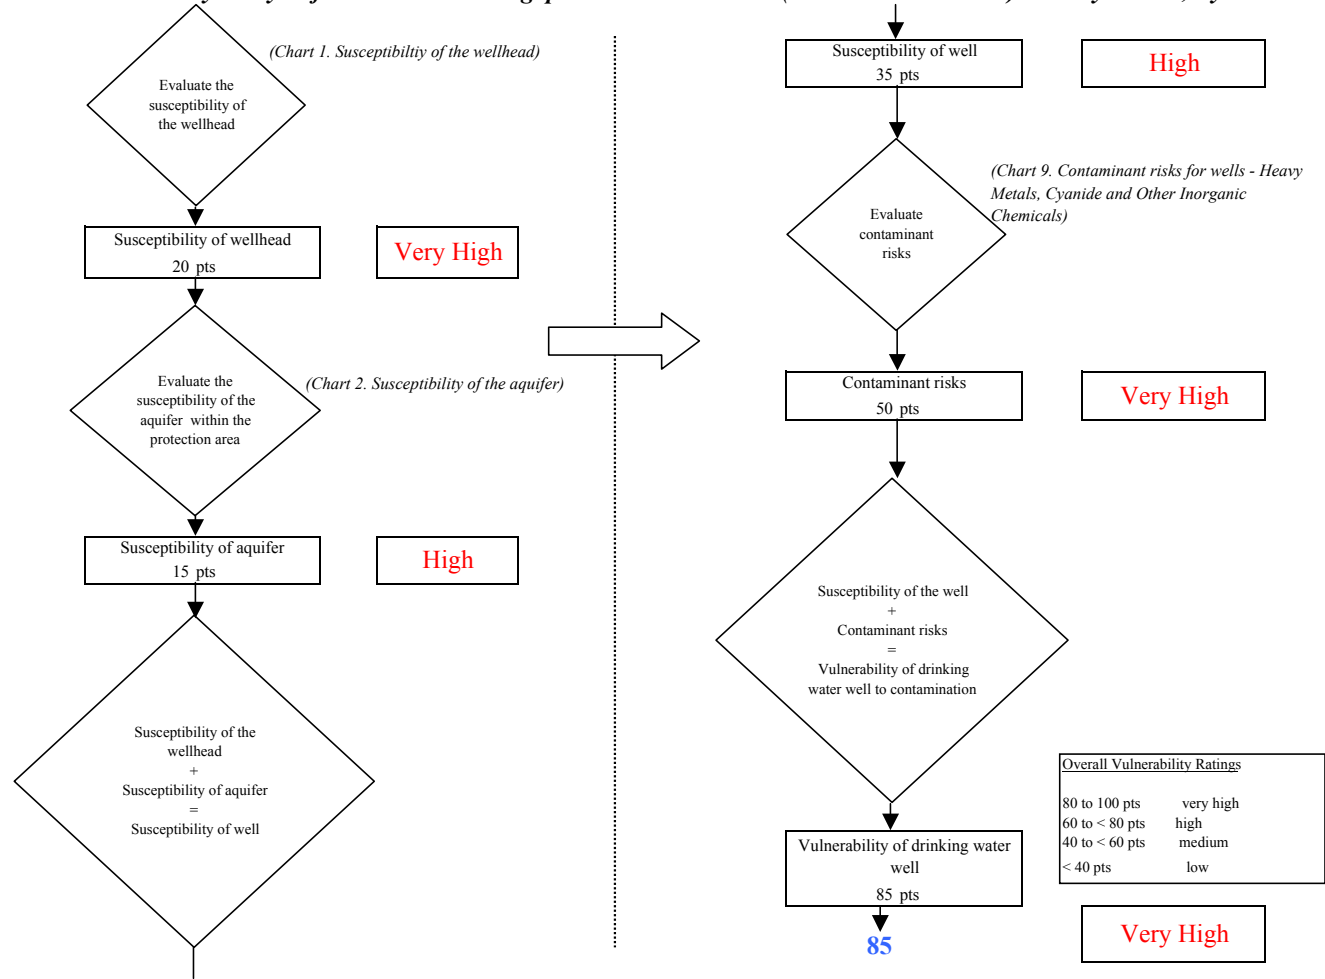 (Chart 1. Susceptibiltiy of the wellhead)
Evaluate the
susceptibility of
the wellhead
Susceptibility of wellhead
20 pts
Very High
Evaluate the
susceptibility of the
aquifer within the
protection area
(Chart 2. Susceptibility of the aquifer)
Susceptibility of aquifer
15 pts
High
Susceptibility of the
wellhead
+
Susceptibility of aquifer
=
Susceptibility of well
Susceptibility of well
35 pts
High
(Chart 9. Contaminant risks for wells - Heavy
Metals, Cyanide and Other Inorganic
Chemicals)
Evaluate
contaminant
risks
Contaminant risks
50 pts
Very High
Susceptibility of the well
+
Contaminant risks
=
Vulnerability of drinking
water well to contamination
Overall Vulnerability Ratings
80 to 100 pts very high
60 to < 80 pts high
40 to < 60 pts medium
< 40 pts low
Vulnerability of drinking water
well
85 pts
85
Very High